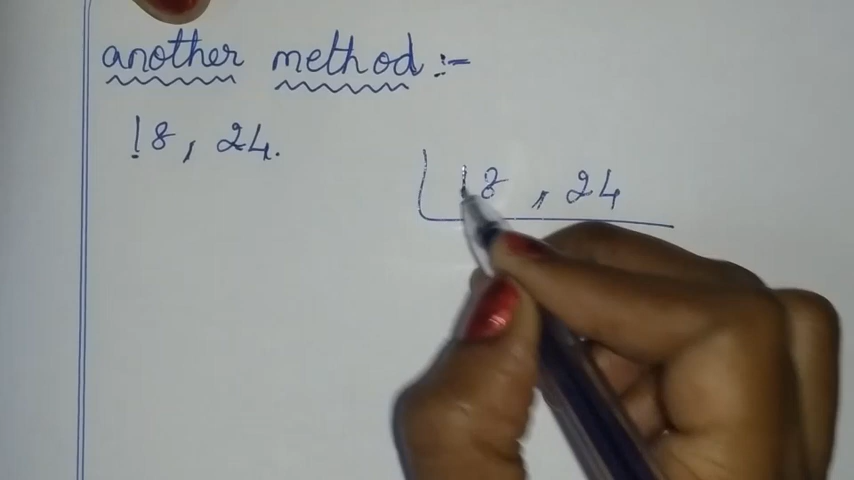 another method :-
18, 24.
18, 24